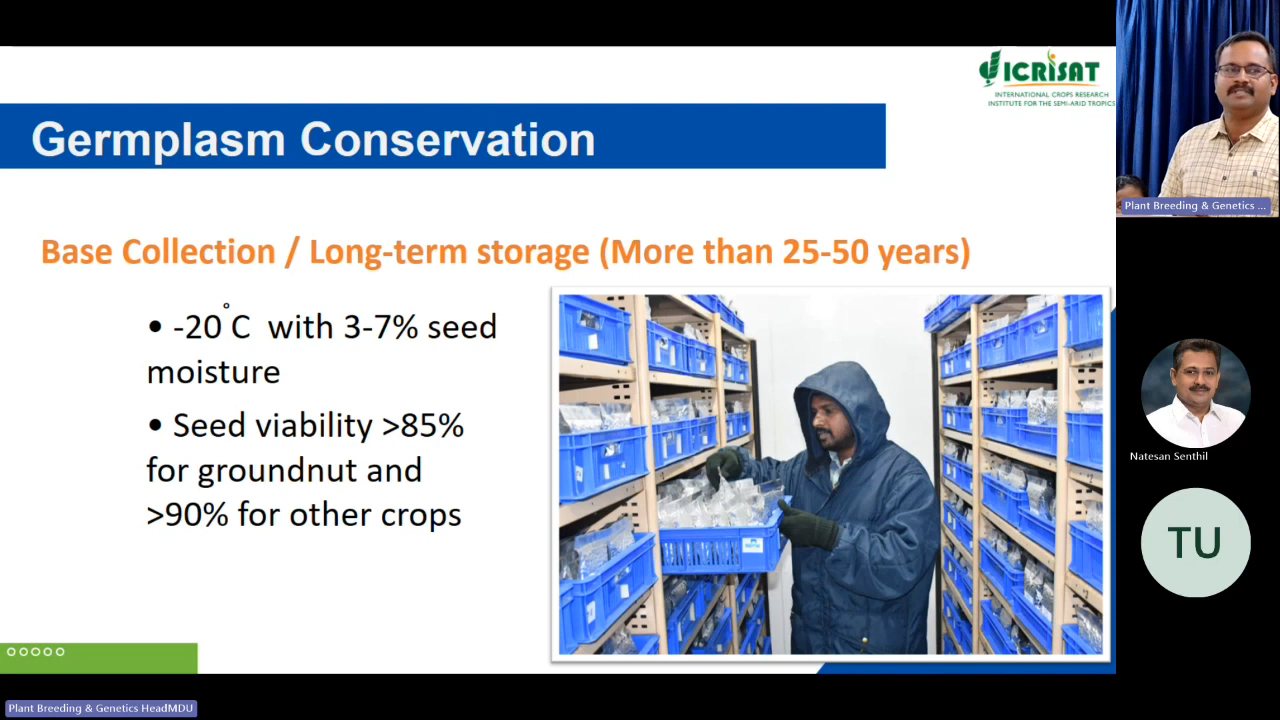 ICRISAT
INTERNATIONAL CROPS RESEARCH
INSTITUTE FOR THE SEMI-ARID TROPICS
Germplasm Conservation
Base Collection / Long-term storage (More than 25-50 years)
• -20°C with 3-7% seed
moisture
• Seed viability >85%
for groundnut and
>90% for other crops
Plant Breeding & Genetics ...
Natesan Senthil
TU
Plant Breeding & Genetics HeadMDU